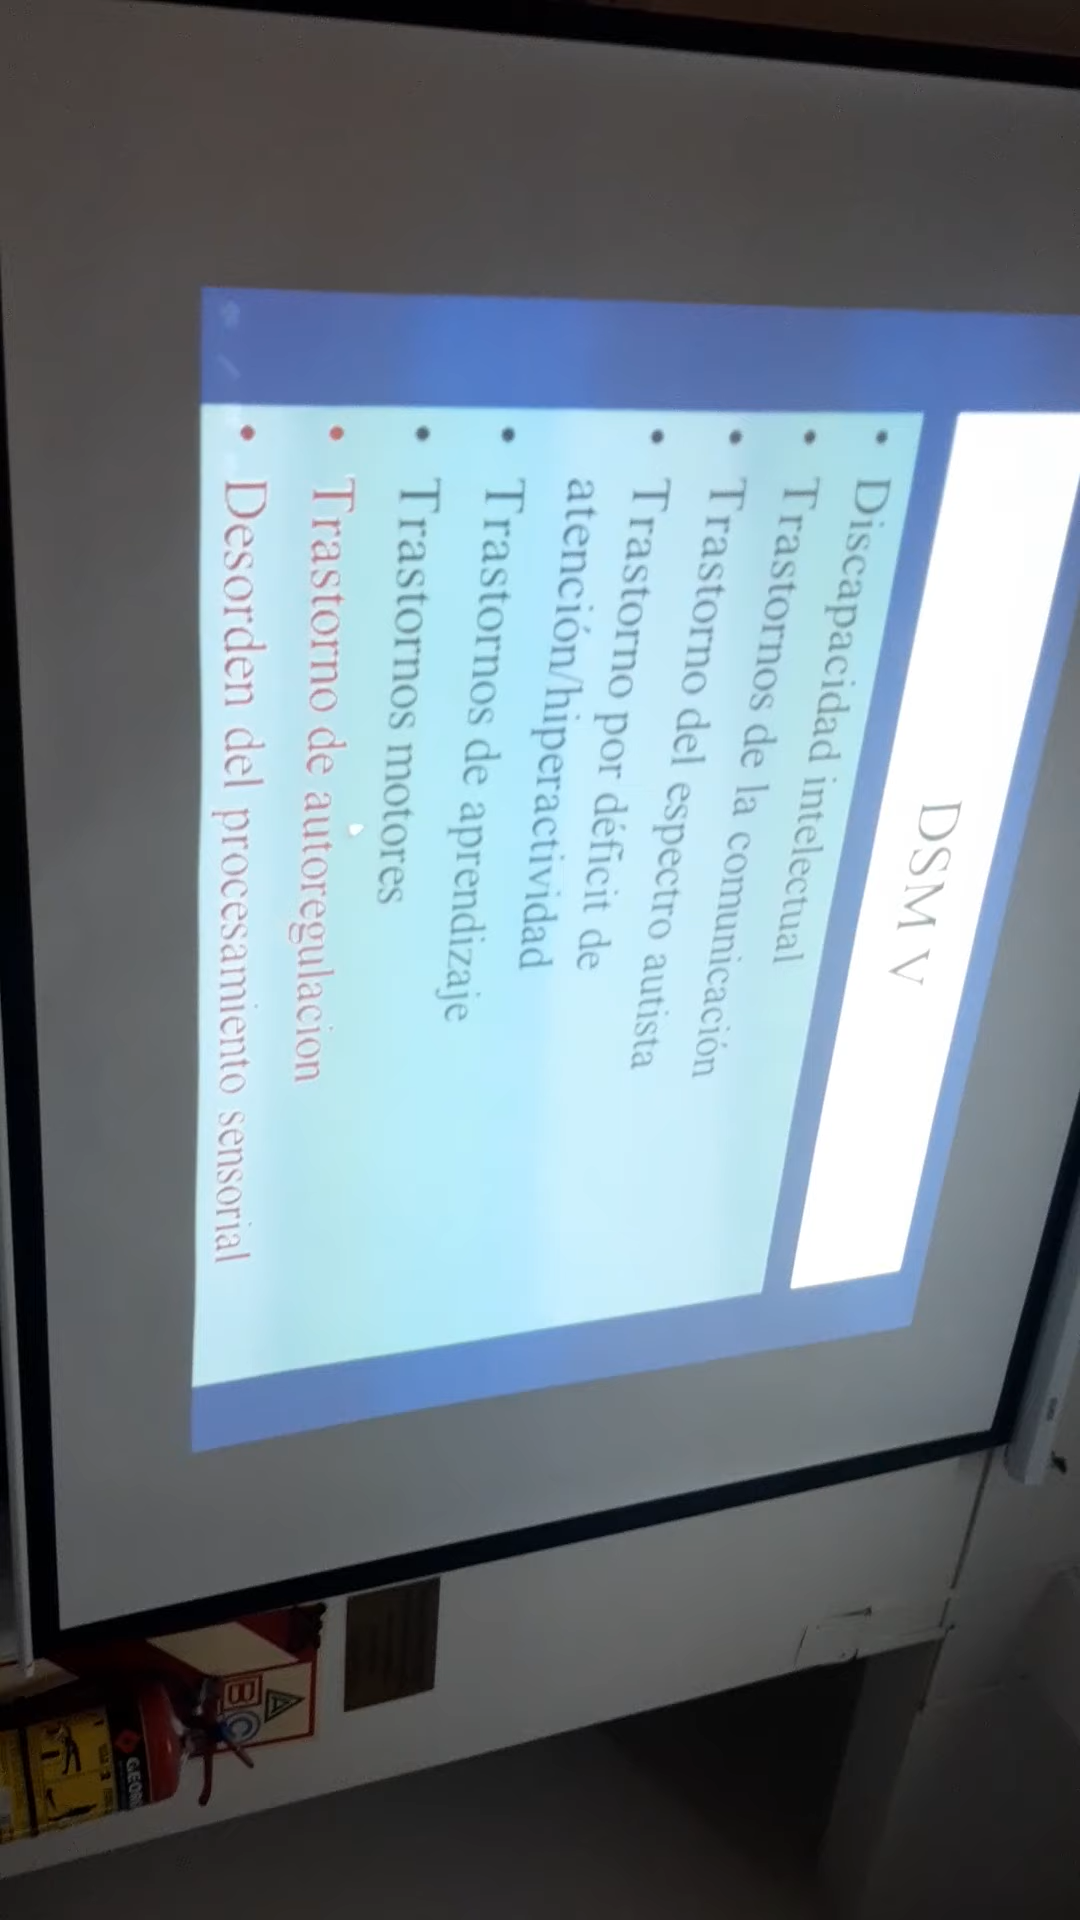 DSM V
• Discapacidad intelectual
• Trastornos de la comunicación
• Trastorno del espectro autista
• Trastorno por déficit de
atención/hiperactividad
• Trastornos de aprendizaje
• Trastornos motores
• Trastorno de autoregulacion
• Desorden del procesamiento sensorial
A
B C